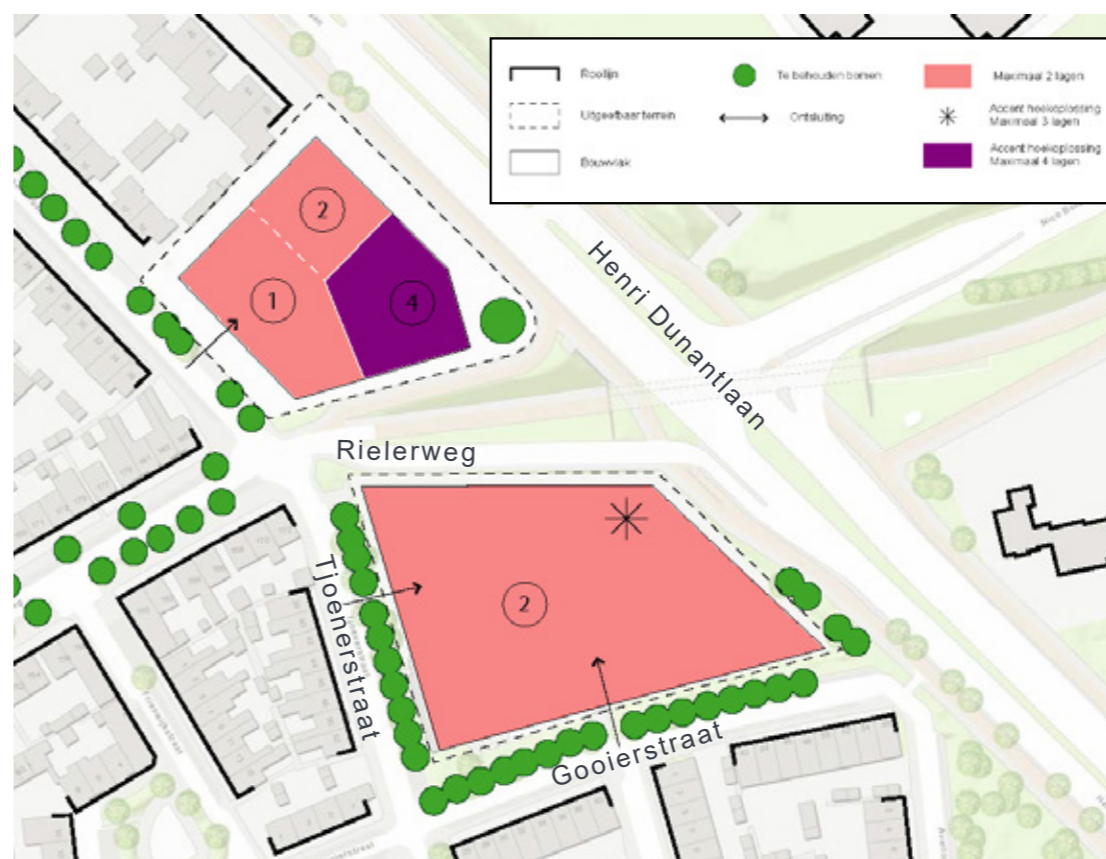 Rooilijn
Te behouden bomen
Maximaal 2 lagen
Uitgeefbaar terrein
Ontsluiting
Accent hoekoplossing
Maximaal 3 lagen
Bouwvlak
Accent hoekoplossing
Maximaal 4 lagen
2
1
4
Henri Dunantlaan
Rielerweg
Tjoenerstraat
2
Gooierstraat